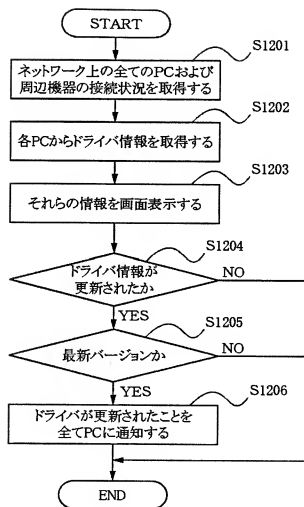 START
S1201
ネットワーク上の全てのPCおよび
周辺機器の接続状況を取得する
S1202
各PCからドライバ情報を取得する
S1203
それらの情報を画面表示する
S1204
ドライバ情報が
更新されたか
NO
YES
S1205
最新バージョンか
NO
YES
S1206
ドライバが更新されたことを
全てPCに通知する
END